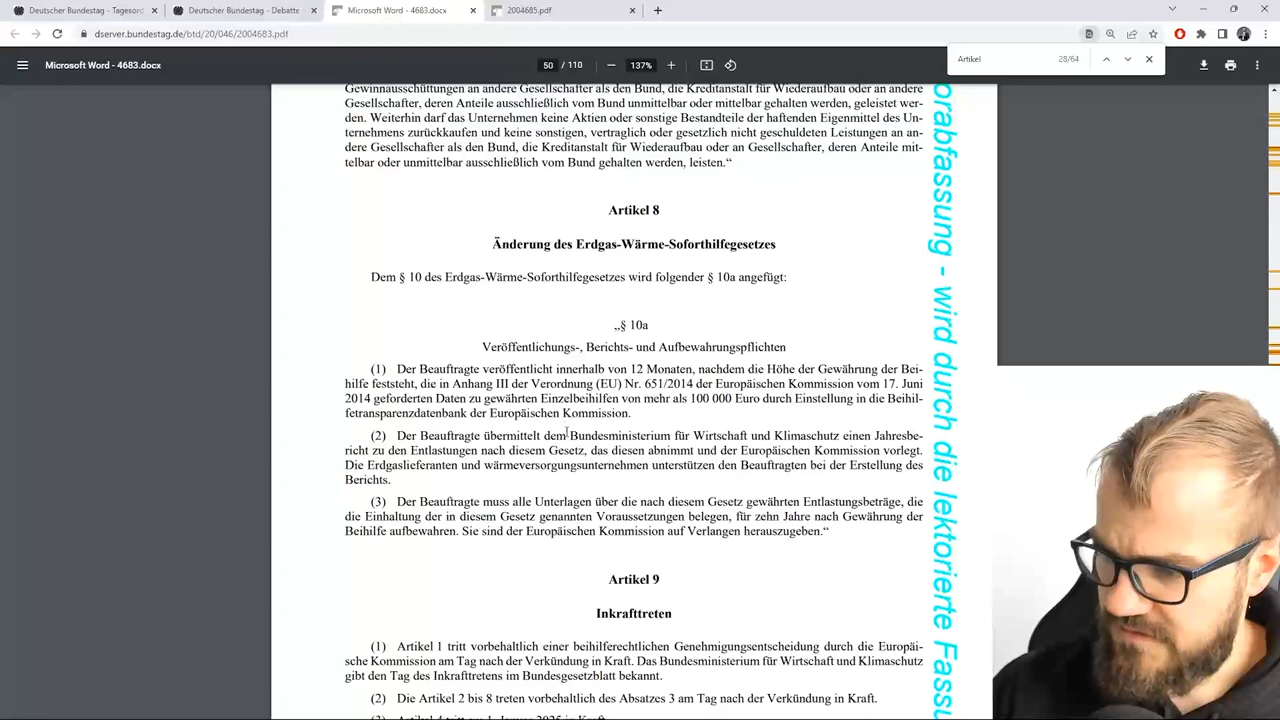 Deutscher Bundestag - Tagesord
Deutscher Bundestag - Debatte
Microsoft Word - 4683.docx
2004685.pdf
dserver.bundestag.de/btd/20/046/2004683.pdf
Microsoft Word - 4683.docx
50 / 110
137%
Artikel
28/64
Gewinnausschüttungen an andere Gesellschafter als den Bund, die Kreditanstalt für Wiederaufbau oder an andere
Gesellschafter, deren Anteile ausschließlich vom Bund unmittelbar oder mittelbar gehalten werden, geleistet wer-
den. Weiterhin darf das Unternehmen keine Aktien oder sonstige Bestandteile der haftenden Eigenmittel des Un-
ternehmens zurückkaufen und keine sonstigen, vertraglich oder gesetzlich nicht geschuldeten Leistungen an an-
dere Gesellschafter als den Bund, die Kreditanstalt für Wiederaufbau oder an Gesellschafter, deren Anteile mit-
telbar oder unmittelbar ausschließlich vom Bund gehalten werden, leisten.“
Artikel 8
Änderung des Erdgas-Wärme-Soforthilfegesetzes
Dem § 10 des Erdgas-Wärme-Soforthilfegesetzes wird folgender § 10a angefügt:
„§ 10a
Veröffentlichungs-, Berichts- und Aufbewahrungspflichten
(1) Der Beauftragte veröffentlicht innerhalb von 12 Monaten, nachdem die Höhe der Gewährung der Bei-
hilfe feststeht, die in Anhang III der Verordnung (EU) Nr. 651/2014 der Europäischen Kommission vom 17. Juni
2014 geforderten Daten zu gewährten Einzelbeihilfen von mehr als 100 000 Euro durch Einstellung in die Beihil-
fetransparenzdatenbank der Europäischen Kommission.
(2) Der Beauftragte übermittelt dem Bundesministerium für Wirtschaft und Klimaschutz einen Jahresbe-
richt zu den Entlastungen nach diesem Gesetz, das diesen abnimmt und der Europäischen Kommission vorlegt.
Die Erdgaslieferanten und wärmeversorgungsunternehmen unterstützen den Beauftragten bei der Erstellung des
Berichts.
(3) Der Beauftragte muss alle Unterlagen über die nach diesem Gesetz gewährten Entlastungsbeträge, die
die Einhaltung der in diesem Gesetz genannten Voraussetzungen belegen, für zehn Jahre nach Gewährung der
Beihilfe aufbewahren. Sie sind der Europäischen Kommission auf Verlangen herauszugeben.“
Artikel 9
Inkrafttreten
(1) Artikel 1 tritt vorbehaltlich einer beihilferechtlichen Genehmigungsentscheidung durch die Europäi-
sche Kommission am Tag nach der Verkündung in Kraft. Das Bundesministerium für Wirtschaft und Klimaschutz
gibt den Tag des Inkrafttretens im Bundesgesetzblatt bekannt.
(2) Die Artikel 2 bis 8 treten vorbehaltlich des Absatzes 3 am Tag nach der Verkündung in Kraft.
(3) Artikel 4 tritt am 1. Januar 2025 in Kraft.
orabfassung - wird durch die lektorierte Fassu